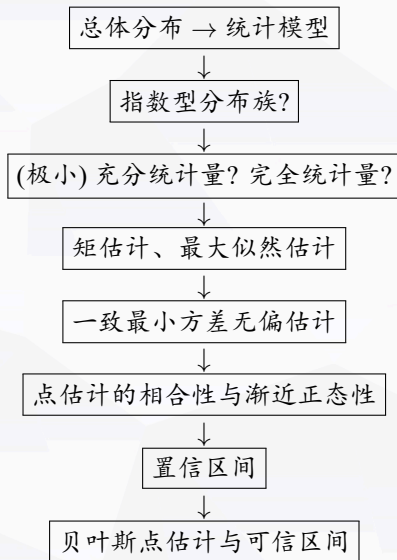 总体分布 → 统计模型
指数型分布族?
(极小) 充分统计量? 完全统计量?
矩估计、最大似然估计
一致最小方差无偏估计
点估计的相合性与渐近正态性
置信区间
贝叶斯点估计与可信区间